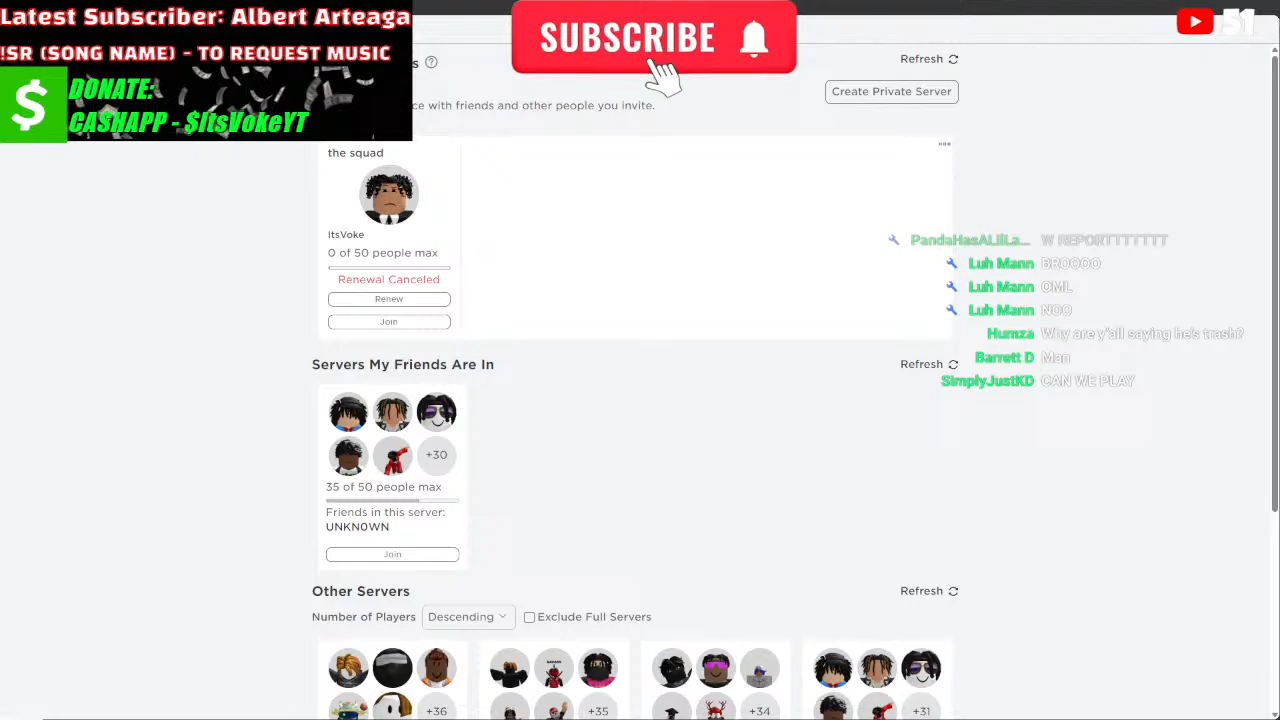 Latest Subscriber: Albert Arteaga
!SR (SONG NAME) - TO REQUEST MUSIC
$ DONATE:
CASHAPP - $ItsVokeYT
SUBSCRIBE
51
s ? Refresh
Create Private Server
ce with friends and other people you invite.
the squad
ItsVoke
0 of 50 people max
Renewal Canceled
Renew
Join
PandaHasALilLa... W REPORTTTTTTT
Luh Mann BROOOO
Luh Mann OML
Luh Mann NOO
Humza Why are y'all saying he's trash?
Barrett D Man
SimplyJustKD CAN WE PLAY
Servers My Friends Are In Refresh
+30
35 of 50 people max
Friends in this server:
UNKN0WN
Join
Other Servers Refresh
Number of Players Descending Exclude Full Servers
+36 +35 +34 +31